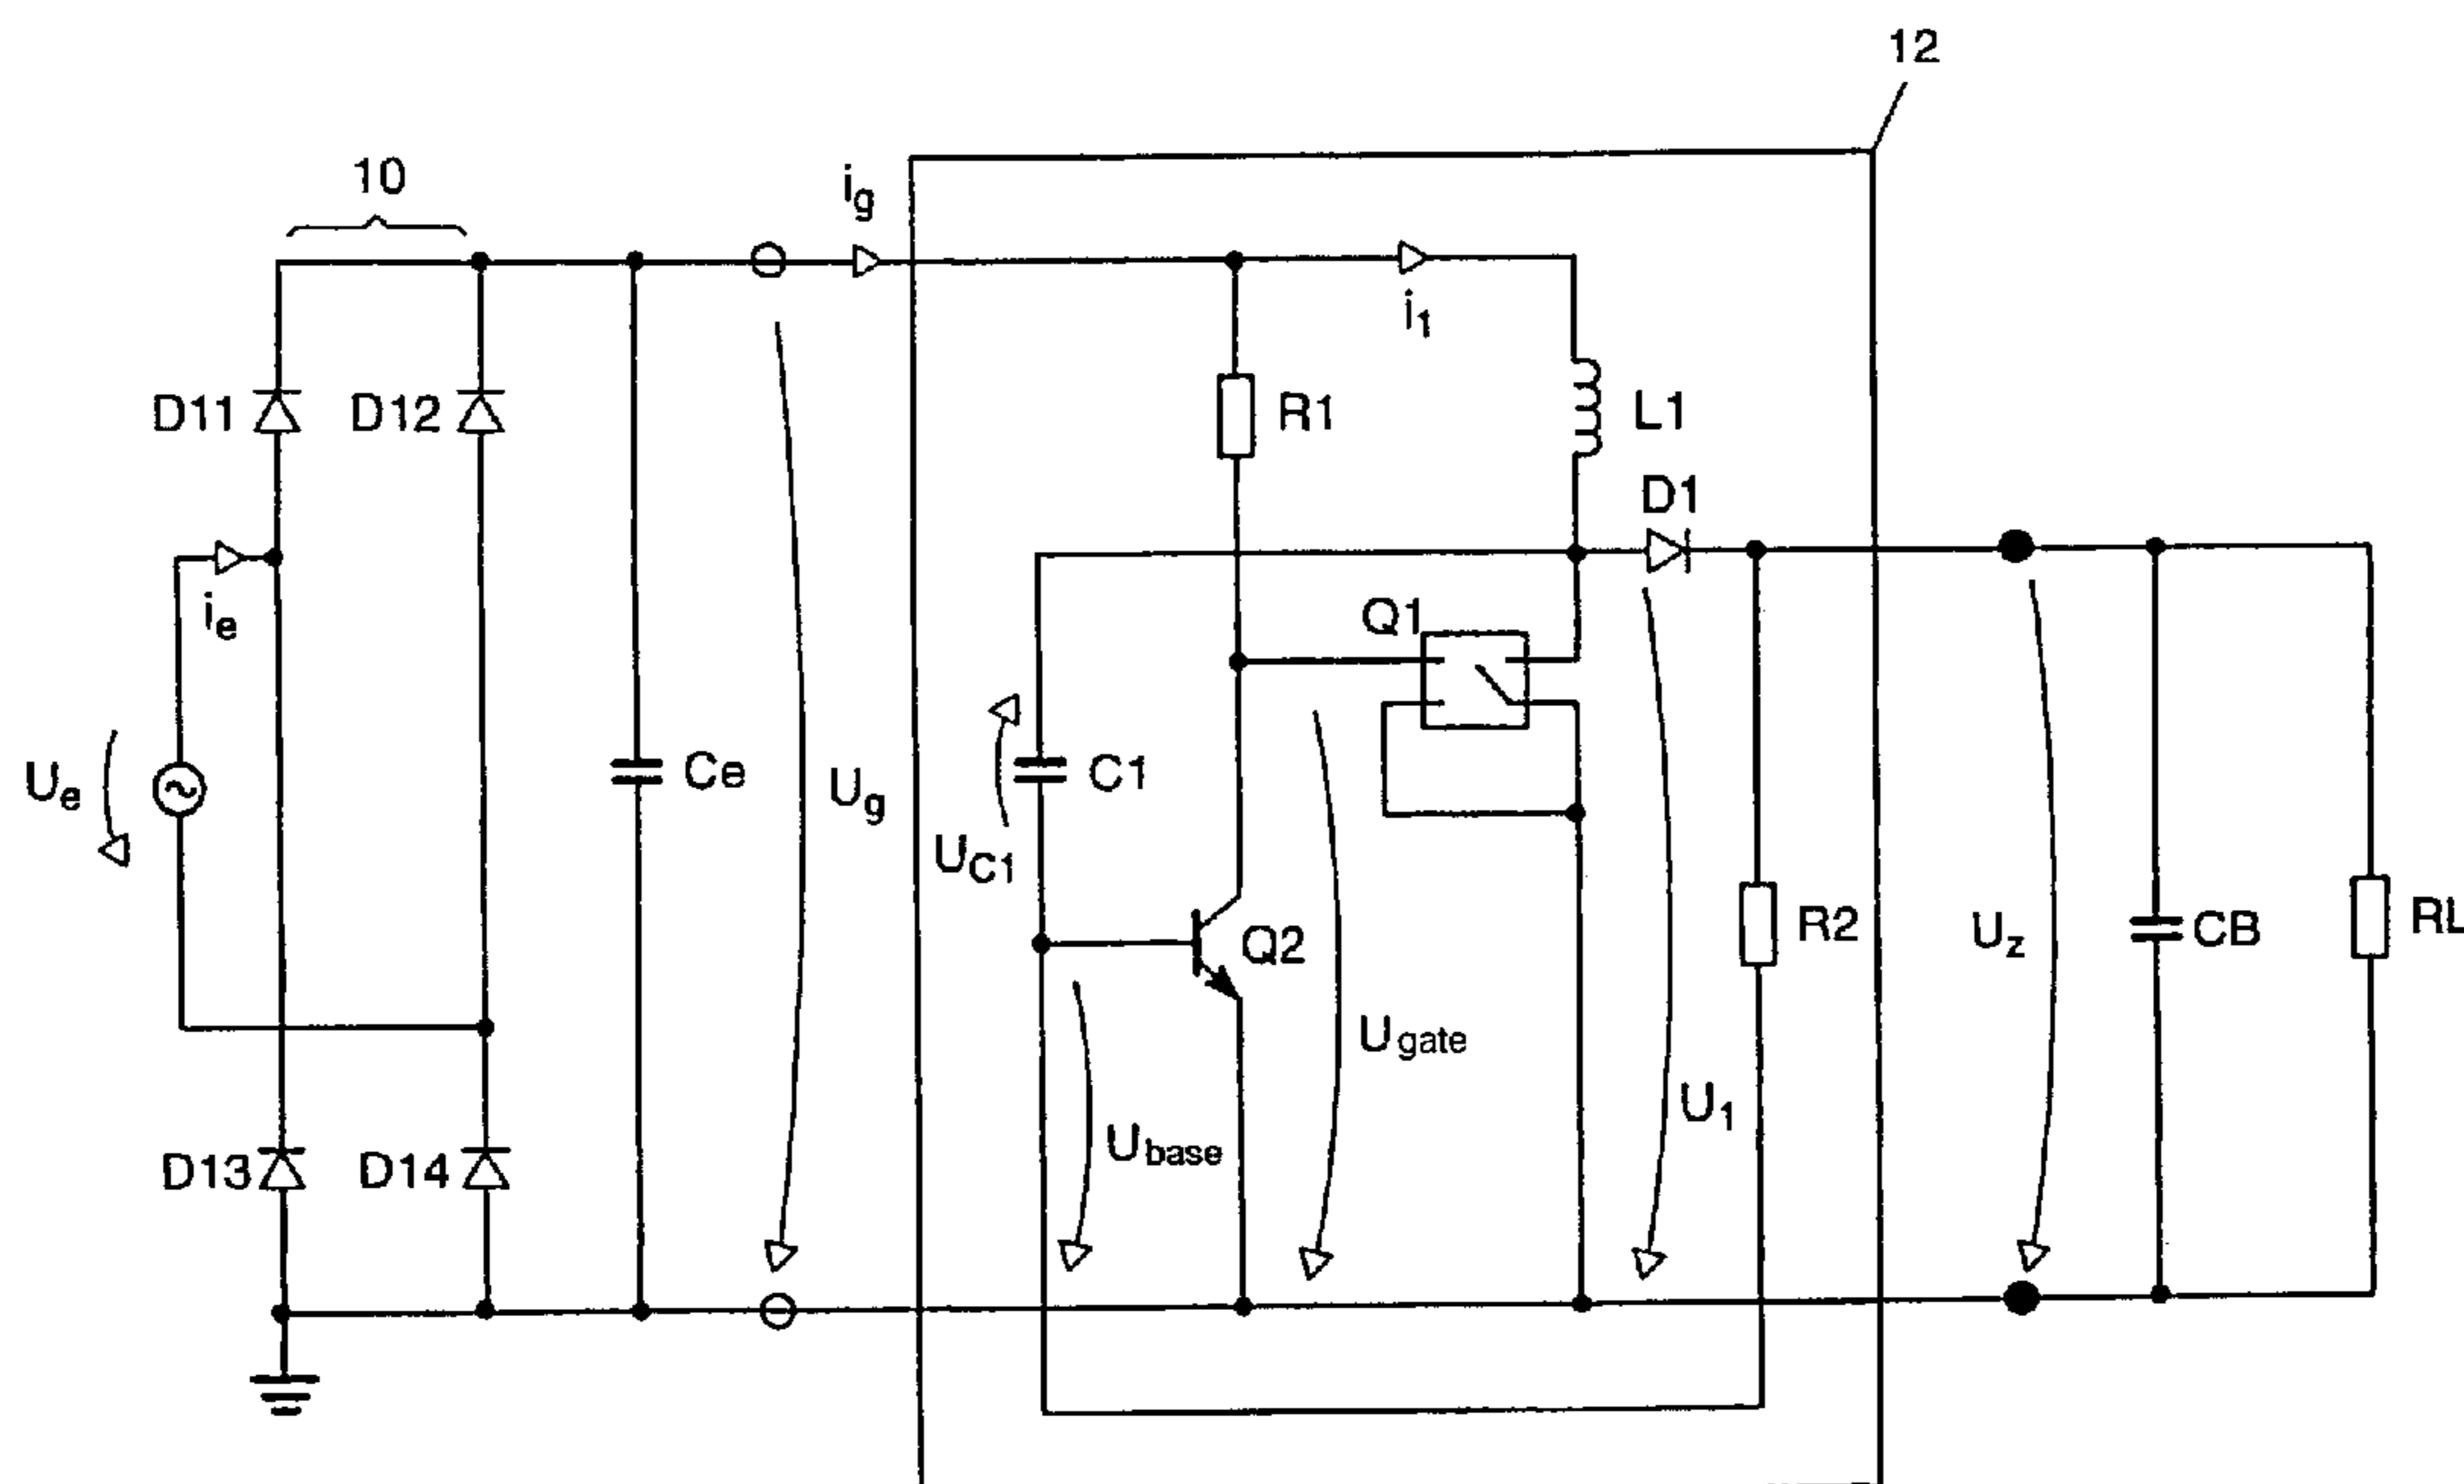 12
10
i_g
i_1
D11
D12
R1
L1
D1
i_e
Q1
U_e
Ce
U_g
C1
U_C1
Q2
R2
U_z
CB
RL
U_gate
U_1
U_base
D13
D14